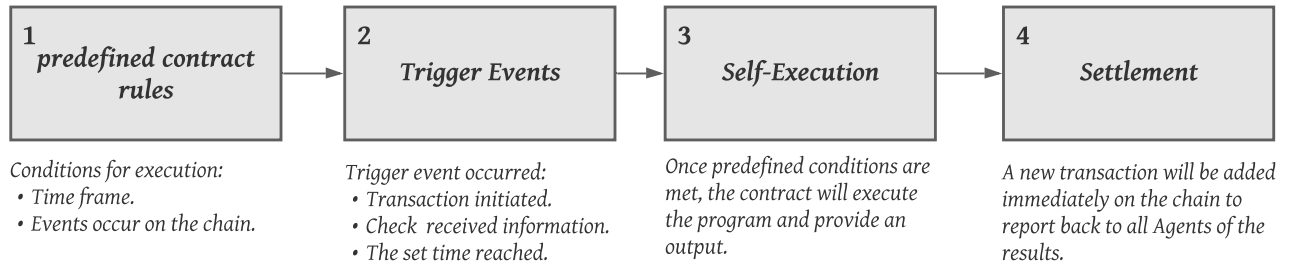 1
predefined contract
rules
Conditions for execution:
• Time frame.
• Events occur on the chain.
2
Trigger Events
Trigger event occurred:
• Transaction initiated.
• Check received information.
• The set time reached.
3
Self-Execution
Once predefined conditions are
met, the contract will execute
the program and provide an
output.
4
Settlement
A new transaction will be added
immediately on the chain to
report back to all Agents of the
results.